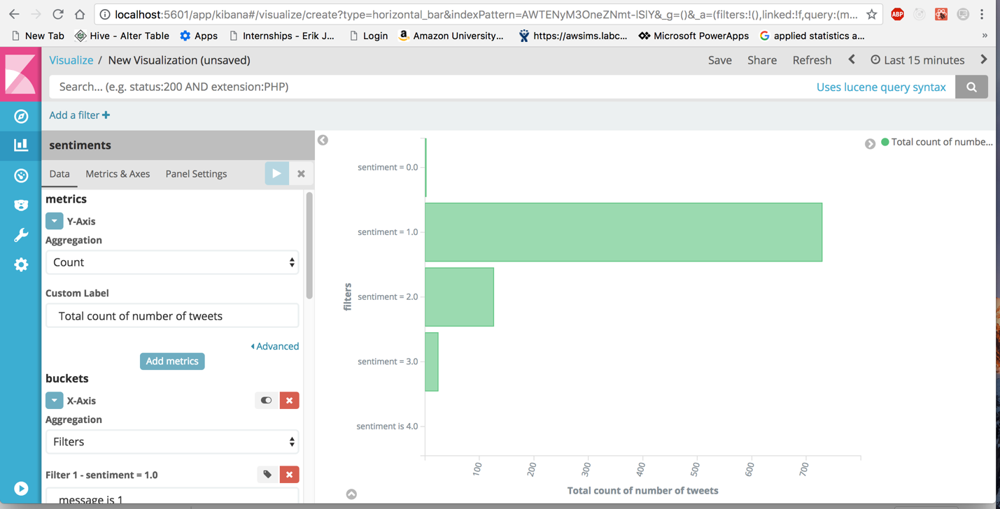 localhost:5601/app/kibana#/visualize/create?type=horizontal_bar&indexPattern=AWTENyM3OneZNmt-lSlY&_g=()&_a=(filters:!(),linked:!f,query:(m...
ABP
New Tab Hive - Alter Table Apps Internships - Erik J... Login Amazon University... https://awsims.labc... Microsoft PowerApps applied statistics a... »
Visualize / New Visualization (unsaved) Save Share Refresh Last 15 minutes
Search... (e.g. status:200 AND extension:PHP) Uses lucene query syntax
Add a filter +
sentiments
Data Metrics & Axes Panel Settings
metrics
Y-Axis
Aggregation
Count
Custom Label
Total count of number of tweets
Advanced
Add metrics
buckets
X-Axis
Aggregation
Filters
Filter 1 - sentiment = 1.0
message is 1
Total count of numbe...
filters
sentiment = 0.0
sentiment = 1.0
sentiment = 2.0
sentiment = 3.0
sentiment is 4.0
100 200 300 400 500 600 700
Total count of number of tweets